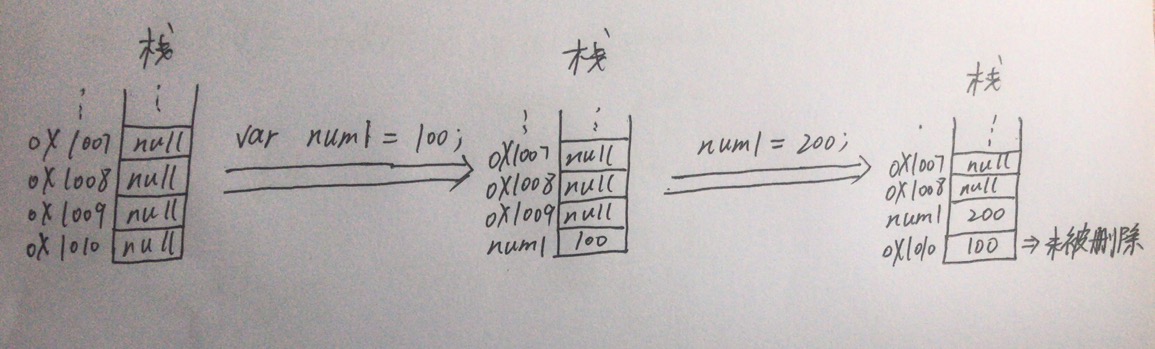 栈
⋮ ⋮
0X1007 null
0X1008 null
0X1009 null
0X1010 null
var num1 = 100;
栈
⋮ ⋮
0X1007 null
0X1008 null
0X1009 null
num1 100
num1 = 200;
栈
⋮
0X1007 null
0X1008 null
num1 200
0X1010 100 ⇒ 未被删除